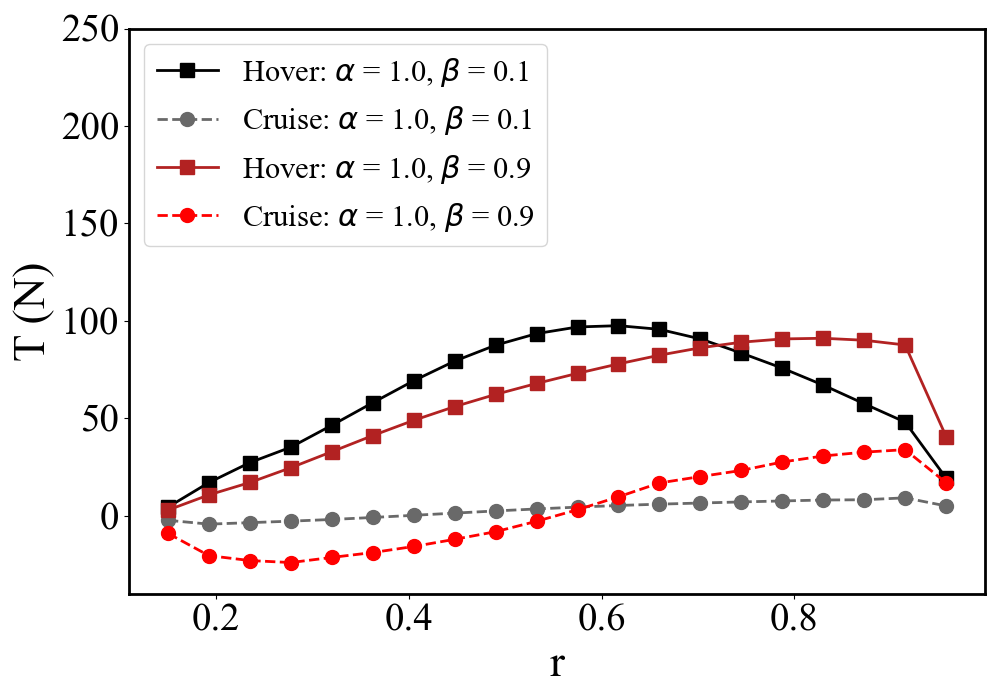 250
200
150
100
50
0
T (N)
Hover: α = 1.0, β = 0.1
Cruise: α = 1.0, β = 0.1
Hover: α = 1.0, β = 0.9
Cruise: α = 1.0, β = 0.9
0.2 0.4 0.6 0.8
r